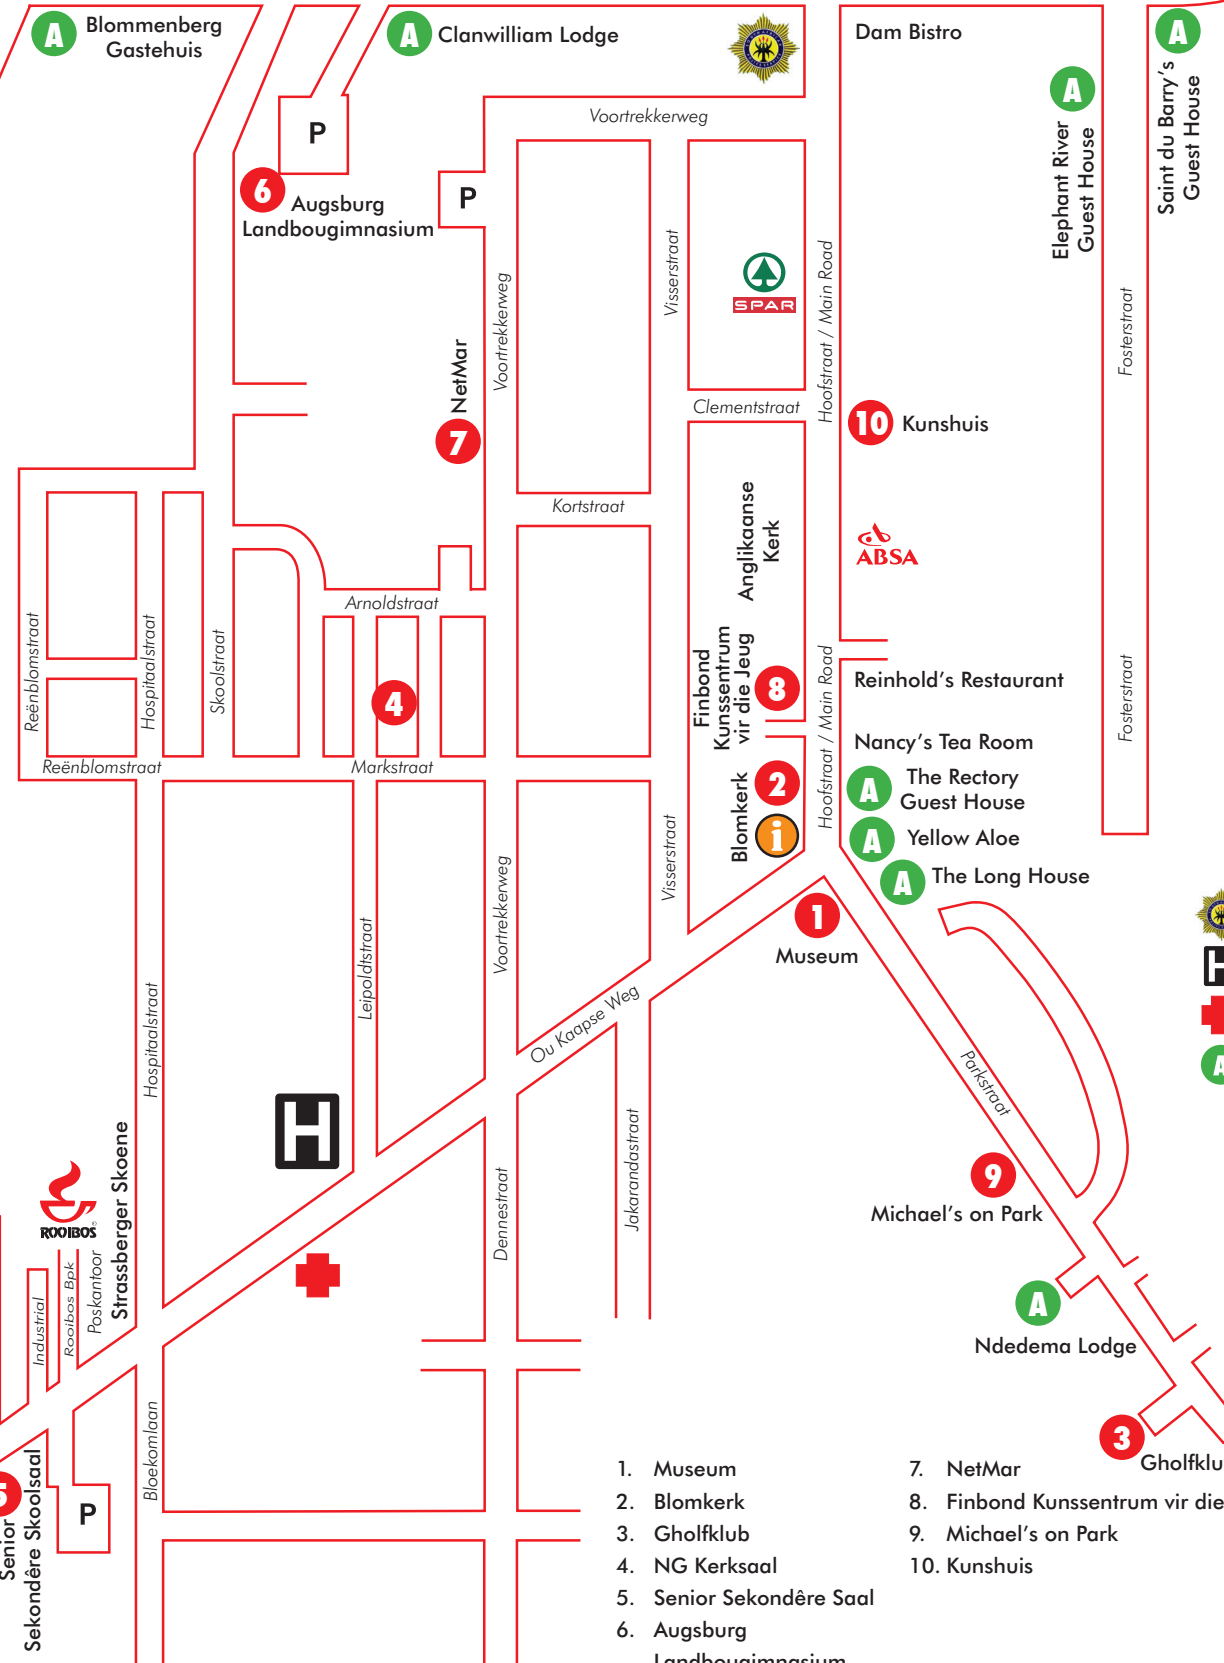 A
Blommenberg
Gastehuis
A
Clanwilliam Lodge
Dam Bistro
A
Saint du Barry's
Guest House
A
Elephant River
Guest House
P
Voortrekkerweg
6
Augsburg
Landbougimnasium
P
Visserstraat
SPAR
Hoofstraat / Main Road
Voortrekkerweg
Fosterstraat
NetMar
7
Clementstraat
10
Kunshuis
Kortstraat
Anglikaanse
Kerk
ABSA
Arnoldstraat
Reënblomstraat
Hospitaalstraat
Skoolstraat
4
Finbond
Kunssentrum
vir die Jeug
8
Hoofstraat / Main Road
Reinhold's Restaurant
Fosterstraat
Nancy's Tea Room
Reënblomstraat
Markstraat
Blomkerk
2
i
A
The Rectory
Guest House
A
Yellow Aloe
A
The Long House
Visserstraat
Voortrekkerweg
1
Museum
Leipoldtstraat
Hospitaalstraat
Ou Kaapse Weg
Parkstraat
H
H
A
H
Jakarandastraat
Dennestraat
9
Michael's on Park
ROOIBOS
Industrial
Rooibos Bpk
Poskantoor
Strassberger Skoene
A
Ndedema Lodge
3
Gholfklu
Bloekomlaan
5
Senior
Sekondêre Skoolsaal
P
1. Museum
2. Blomkerk
3. Gholfklub
4. NG Kerksaal
5. Senior Sekondêre Saal
6. Augsburg
Landbougimnasium
7. NetMar
8. Finbond Kunssentrum vir die
9. Michael's on Park
10. Kunshuis